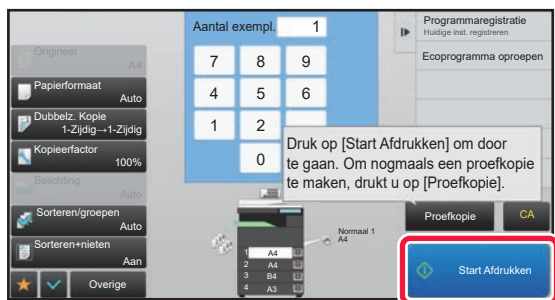 Aantal exempl. 1
Programmaregistratie
Huidige inst. registreren
Ecoprogramma oproepen
Origineel
A4
Papierformaat
Auto
Dubbelz. Kopie
1-Zijdig→1-Zijdig
Kopieerfactor
100%
Belichting
Auto
Sorteren/groepen
Auto
Sorteren+nieten
Aan
Overige
7 8 9
4 5 6
1 2
0
Druk op [Start Afdrukken] om door
te gaan. Om nogmaals een proefkopie
te maken, drukt u op [Proefkopie].
Normaal 1
A4
1 A4
2 A4
3 B4
4 A3
Proefkopie
CA
Start Afdrukken